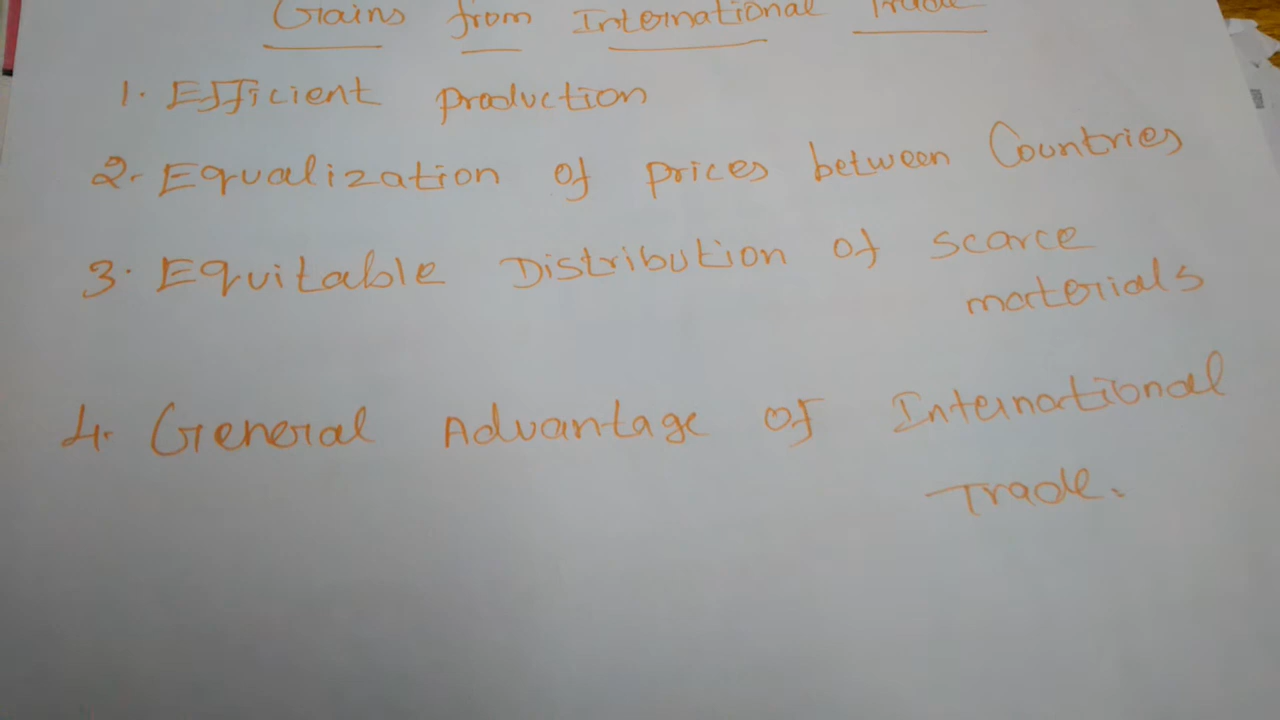 Gains from International Trade
1. Efficient production
2. Equalization of prices between Countries
3. Equitable Distribution of scarce
materials
4. General Advantage of International
Trade.